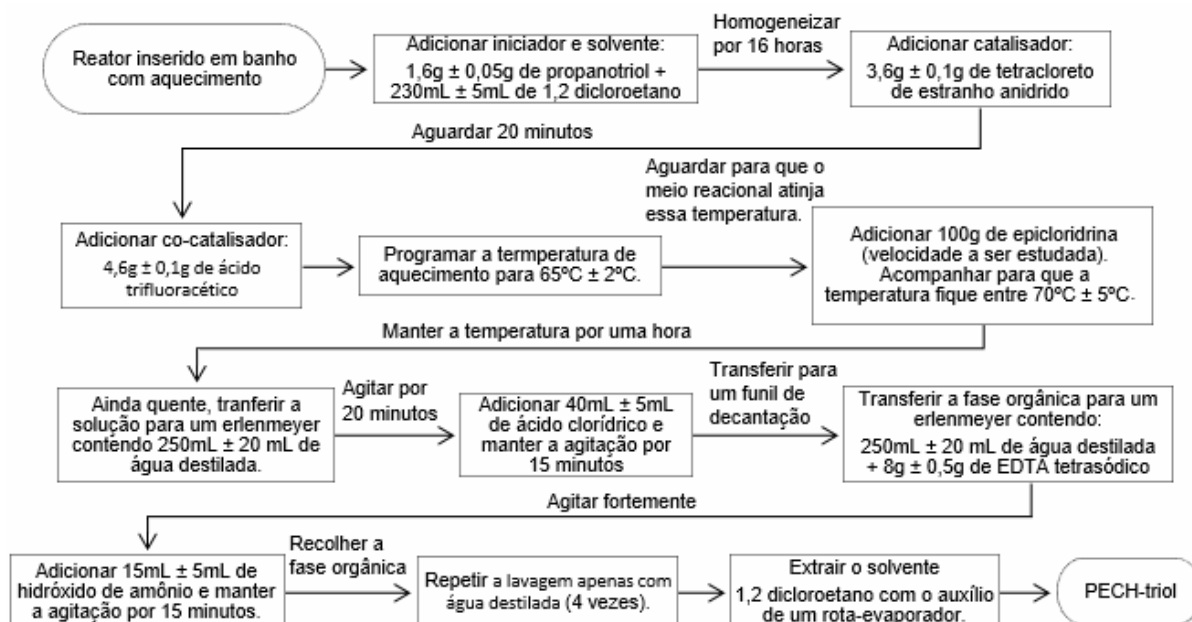 Reator inserido em banho
com aquecimento
Adicionar iniciador e solvente:
1,6g ± 0,05g de propanotriol +
230mL ± 5mL de 1,2 dicloroetano
Homogeneizar
por 16 horas
Adicionar catalisador:
3,6g ± 0,1g de tetracloreto
de estranho anidrido
Aguardar 20 minutos
Adicionar co-catalisador:
4,6g ± 0,1g de ácido
trifluoracético
Programar a termperatura de
aquecimento para 65ºC ± 2ºC.
Aguardar para que o
meio reacional atinja
essa temperatura.
Adicionar 100g de epicloridrina
(velocidade a ser estudada).
Acompanhar para que a
temperatura fique entre 70ºC ± 5ºC.
Manter a temperatura por uma hora
Ainda quente, tranferir a
solução para um erlenmeyer
contendo 250mL ± 20 mL de
água destilada.
Agitar por
20 minutos
Adicionar 40mL ± 5mL
de ácido clorídrico e
manter a agitação por
15 minutos
Transferir para
um funil de
decantação
Transferir a fase orgânica para um
erlenmeyer contendo:
250mL ± 20 mL de água destilada
+ 8g ± 0,5g de EDTA tetrasódico
Agitar fortemente
Adicionar 15mL ± 5mL de
hidróxido de amônio e manter
a agitação por 15 minutos.
Recolher a
fase orgânica
Repetir a lavagem apenas com
água destilada (4 vezes).
Extrair o solvente
1,2 dicloroetano com o auxílio
de um rota-evaporador.
PECH-triol